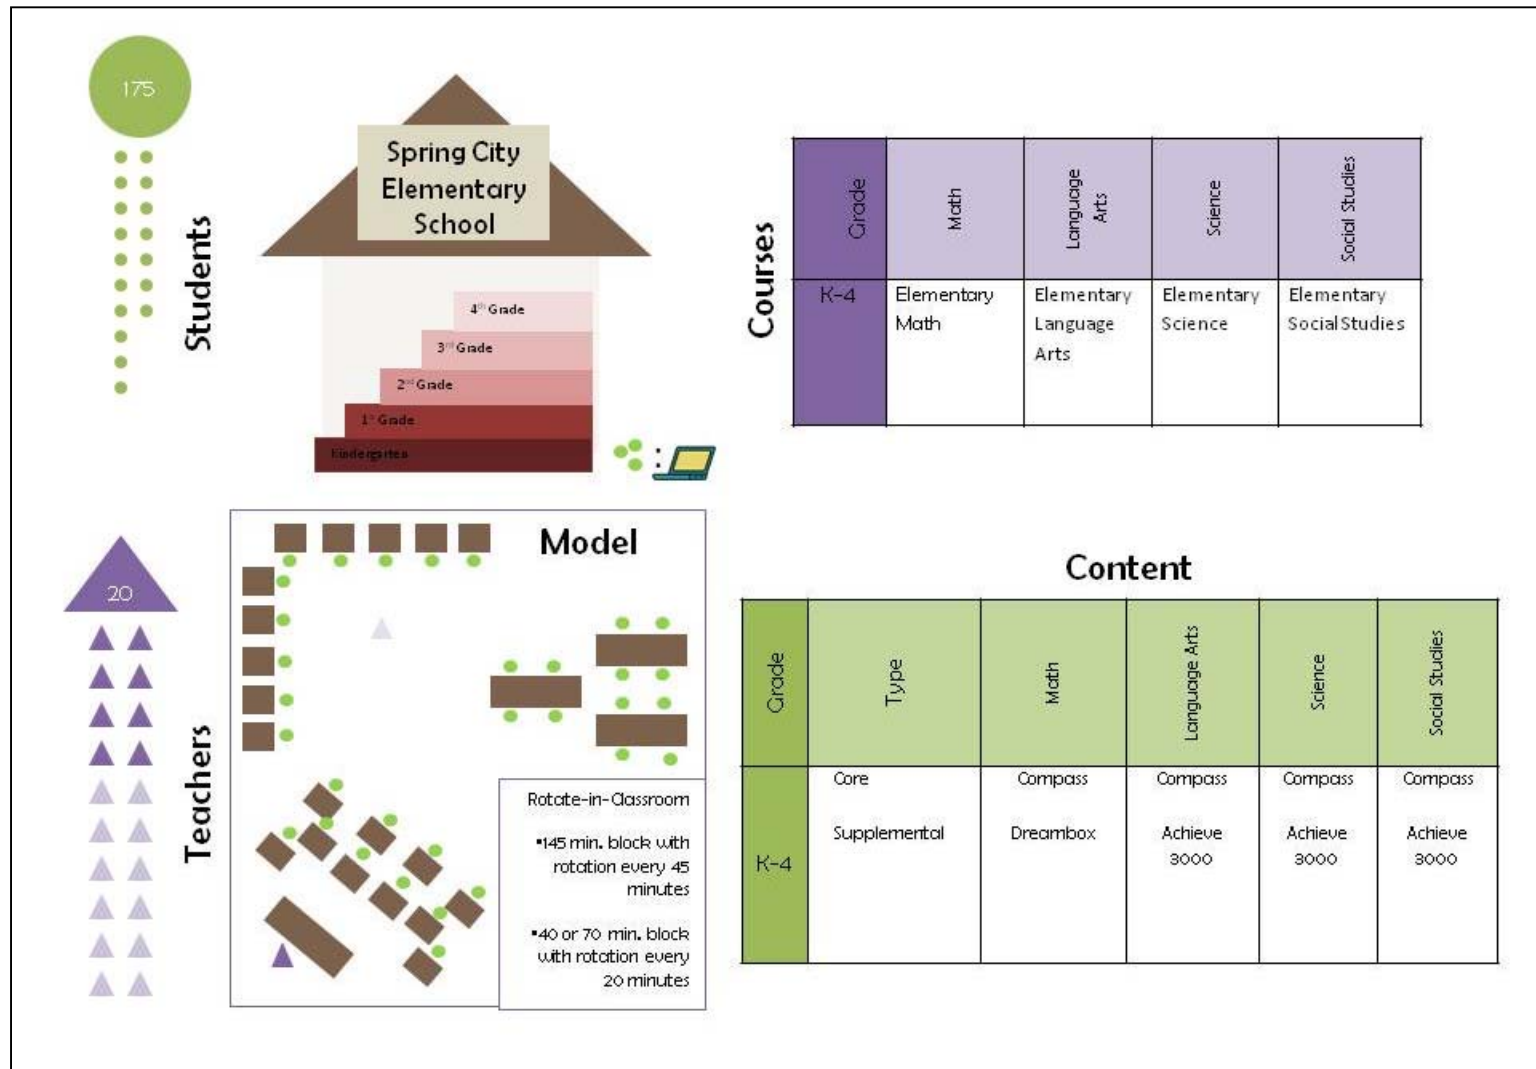 175
Students
Spring City
Elementary
School
4th Grade
3rd Grade
2nd Grade
1st Grade
Kindergarten
:
Courses
Grade
Math
Language
Arts
Science
Social Studies
K-4
Elementary
Math
Elementary
Language
Arts
Elementary
Science
Elementary
Social Studies
20
Teachers
Model
Rotate-in-Classroom
▪145 min. block with
rotation every 45
minutes
▪40 or 70 min. block
with rotation every
20 minutes
Content
Grade
Type
Math
Language Arts
Science
Social Studies
K-4
Core
Compass
Compass
Compass
Compass
Supplemental
Dreambox
Achieve
3000
Achieve
3000
Achieve
3000